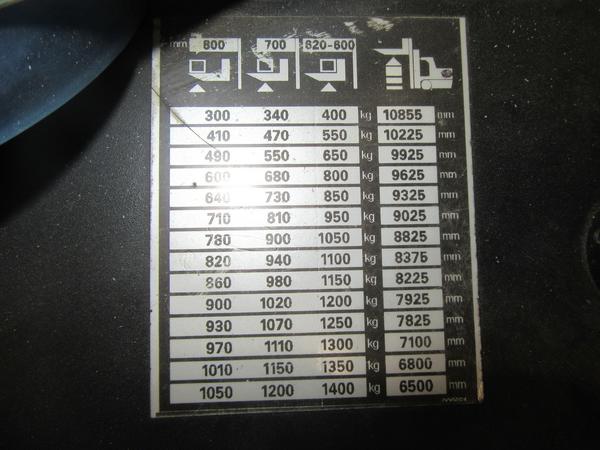 mm 800 700 620-600
300 340 400 kg 10855 mm
410 470 550 kg 10225 mm
490 550 650 kg 9925 mm
600 680 800 kg 9625 mm
640 730 850 kg 9325 mm
710 810 950 kg 9025 mm
780 900 1050 kg 8825 mm
820 940 1100 kg 8375 mm
860 980 1150 kg 8225 mm
900 1020 1200 kg 7925 mm
930 1070 1250 kg 7825 mm
970 1110 1300 kg 7100 mm
1010 1150 1350 kg 6800 mm
1050 1200 1400 kg 6500 mm